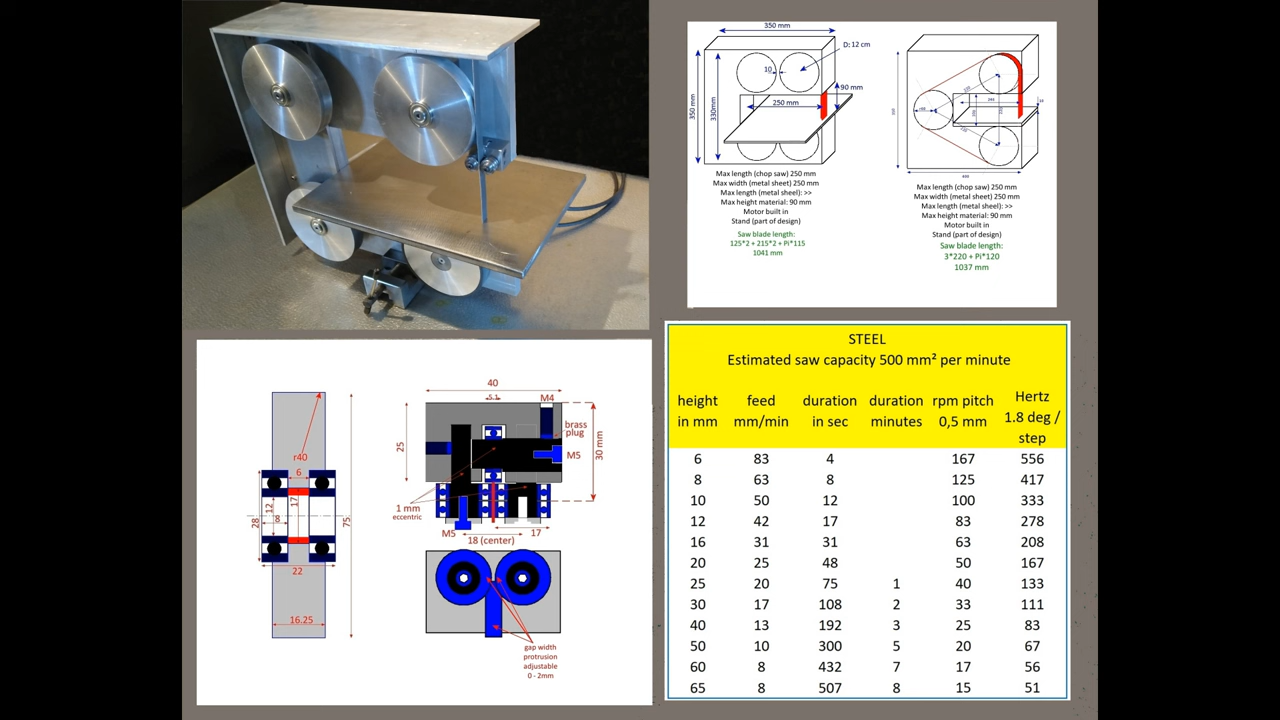 350 mm
D: 12 cm
10
90 mm
250 mm
350 mm
330mm
Max length (chop saw) 250 mm
Max width (metal sheet) 250 mm
Max length (metal sheet): >>
Max height material: 90 mm
Motor built in
Stand (part of design)
Saw blade length:
125*2 + 215*2 + Pi*115
1041 mm
220
240
220
Max length (chop saw) 250 mm
Max width (metal sheet) 250 mm
Max length (metal sheel): >>
Max height material: 90 mm
Motor built in
Stand (part of design)
Saw blade length:
3*220 + Pi*120
1037 mm
r40
6
12
17
8
28
75
22
16.25
40
5.1
M4
25
brass
plug
30 mm
M5
1 mm
eccentric
M5
17
18 (center)
gap width
protrusion
adjustable
0 - 2mm
STEEL
Estimated saw capacity 500 mm² per minute
height in mm feed mm/min duration in sec duration minutes rpm pitch 0,5 mm Hertz 1.8 deg / step
6 83 4 167 556
8 63 8 125 417
10 50 12 100 333
12 42 17 83 278
16 31 31 63 208
20 25 48 50 167
25 20 75 1 40 133
30 17 108 2 33 111
40 13 192 3 25 83
50 10 300 5 20 67
60 8 432 7 17 56
65 8 507 8 15 51